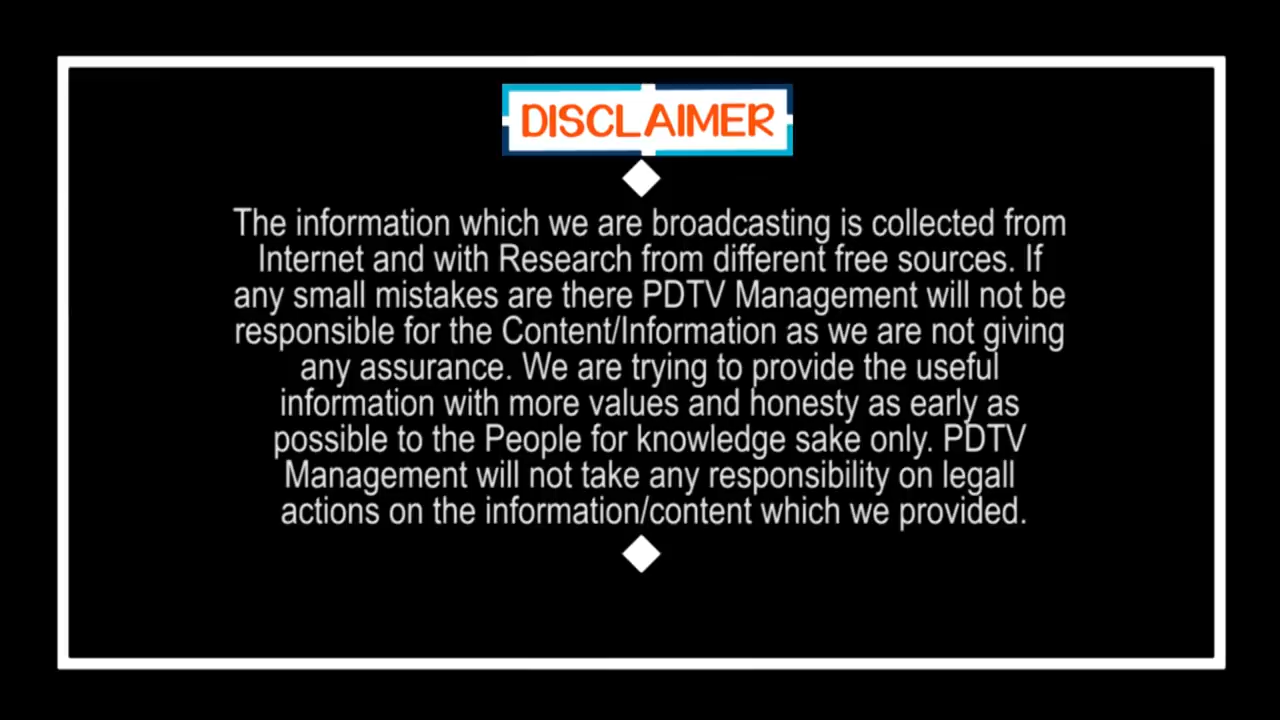 DISCLAIMER
The information which we are broadcasting is collected from
Internet and with Research from different free sources. If
any small mistakes are there PDTV Management will not be
responsible for the Content/Information as we are not giving
any assurance. We are trying to provide the useful
information with more values and honesty as early as
possible to the People for knowledge sake only. PDTV
Management will not take any responsibility on legall
actions on the information/content which we provided.